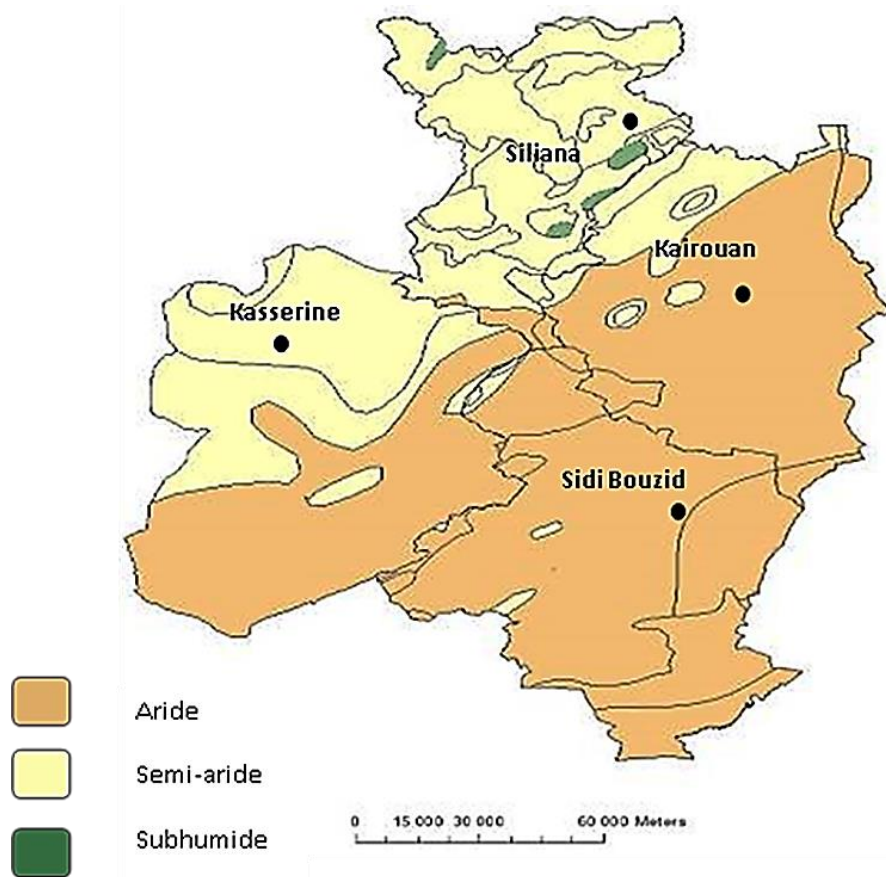 Siliana
Kairouan
Kasserine
Sidi Bouzid
Aride
Semi-aride
Subhumide
0 15 000 30 000 60 000 Meters